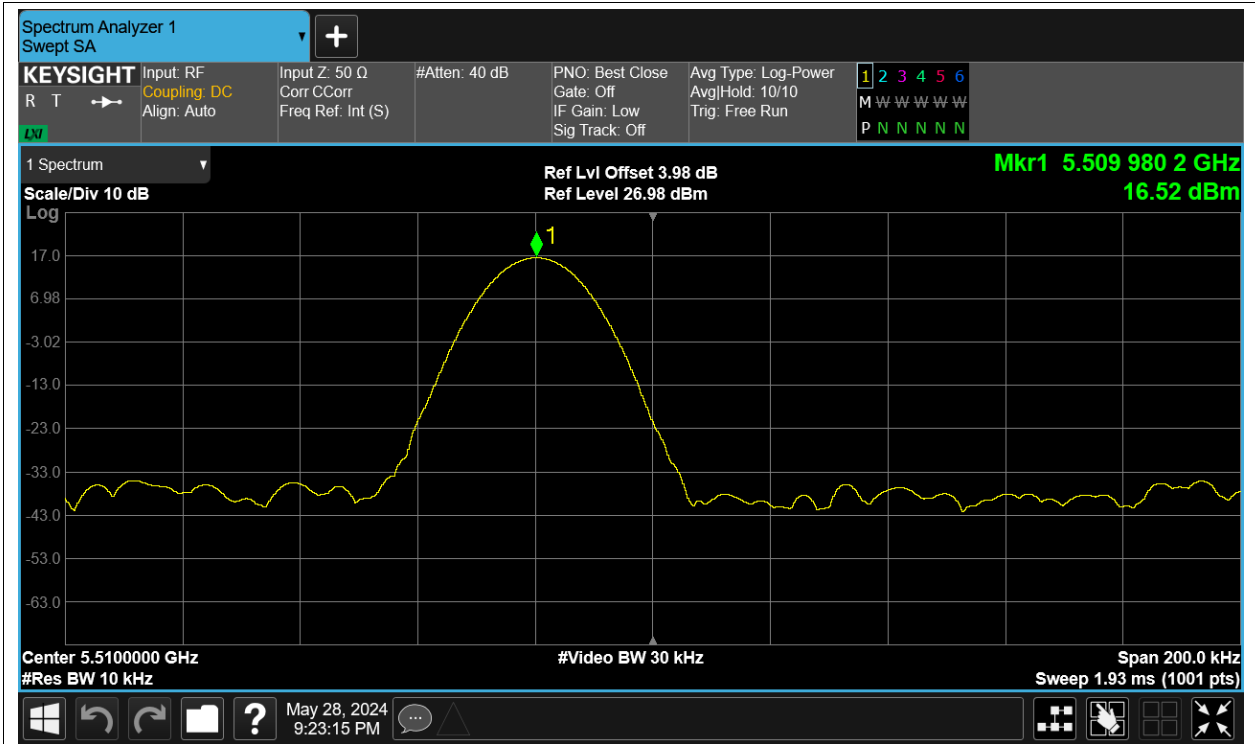 Spectrum Analyzer 1
Swept SA
KEYSIGHT
R T
LXI
Input: RF
Coupling: DC
Align: Auto
Input Z: 50 Ω
Corr CCorr
Freq Ref: Int (S)
#Atten: 40 dB
PNO: Best Close
Gate: Off
IF Gain: Low
Sig Track: Off
Avg Type: Log-Power
Avg|Hold: 10/10
Trig: Free Run
1 2 3 4 5 6
M W W W W W
P N N N N N
1 Spectrum
Scale/Div 10 dB
Log
Ref Lvl Offset 3.98 dB
Ref Level 26.98 dBm
Mkr1 5.509 980 2 GHz
16.52 dBm
1
17.0
6.98
-3.02
-13.0
-23.0
-33.0
-43.0
-53.0
-63.0
Center 5.5100000 GHz
#Res BW 10 kHz
#Video BW 30 kHz
Span 200.0 kHz
Sweep 1.93 ms (1001 pts)
?
May 28, 2024
9:23:15 PM